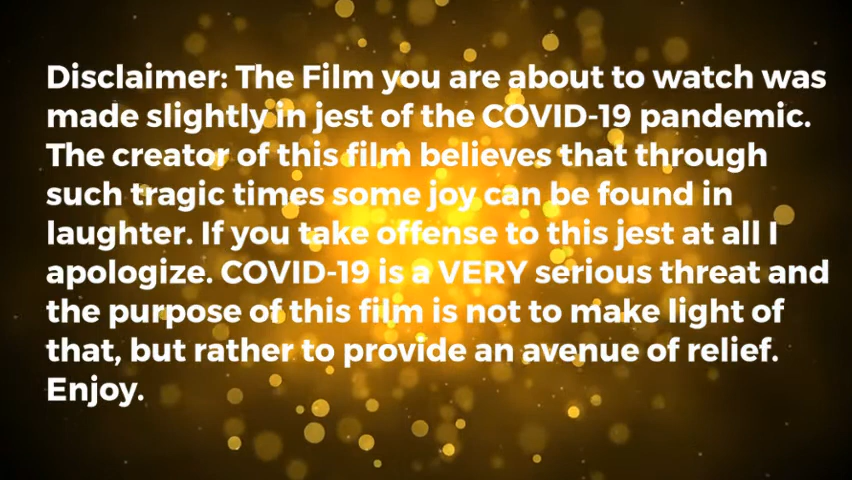 Disclaimer: The Film you are about to watch was
made slightly in jest of the COVID-19 pandemic.
The creator of this film believes that through
such tragic times some joy can be found in
laughter. If you take offense to this jest at all I
apologize. COVID-19 is a VERY serious threat and
the purpose of this film is not to make light of
that, but rather to provide an avenue of relief.
Enjoy.